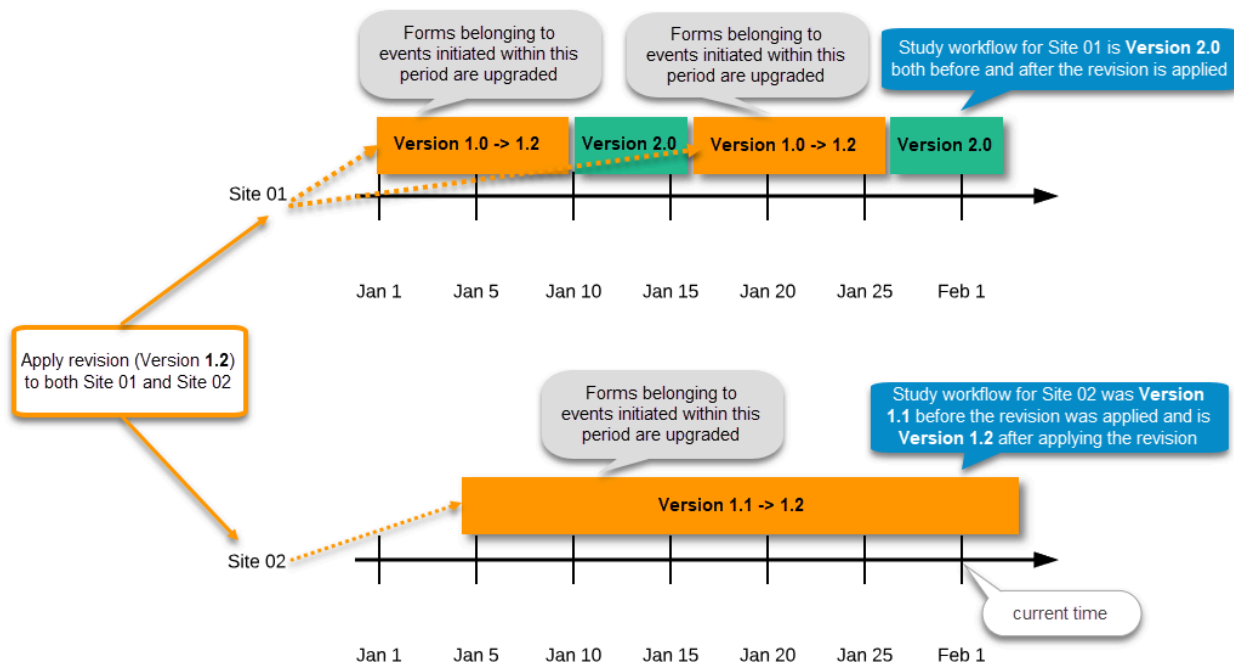 Forms belonging to
events initiated within this
period are upgraded
Forms belonging to
events initiated within this
period are upgraded
Study workflow for Site 01 is Version 2.0
both before and after the revision is applied
Version 1.0 -> 1.2
Version 2.0
Version 1.0 -> 1.2
Version 2.0
Site 01
Jan 1
Jan 5
Jan 10
Jan 15
Jan 20
Jan 25
Feb 1
Apply revision (Version 1.2)
to both Site 01 and Site 02
Forms belonging to
events initiated within this
period are upgraded
Study workflow for Site 02 was Version
1.1 before the revision was applied and is
Version 1.2 after applying the revision
Version 1.1 -> 1.2
Site 02
current time
Jan 1
Jan 5
Jan 10
Jan 15
Jan 20
Jan 25
Feb 1